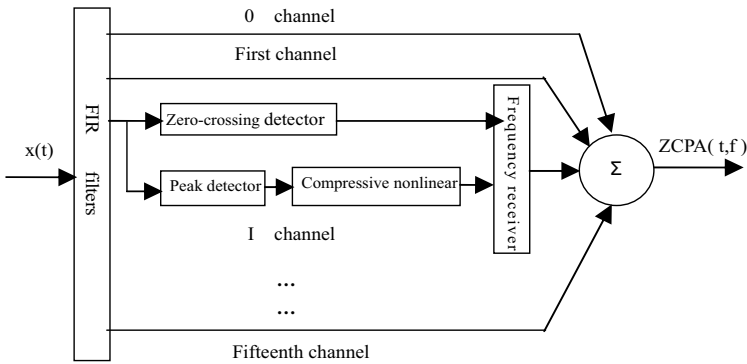 0 channel
First channel
FIR filters
Zero-crossing detector
Frequency receiver
x(t)
ZCPA( t,f )
Σ
Peak detector
Compressive nonlinear
I channel
...
...
Fifteenth channel